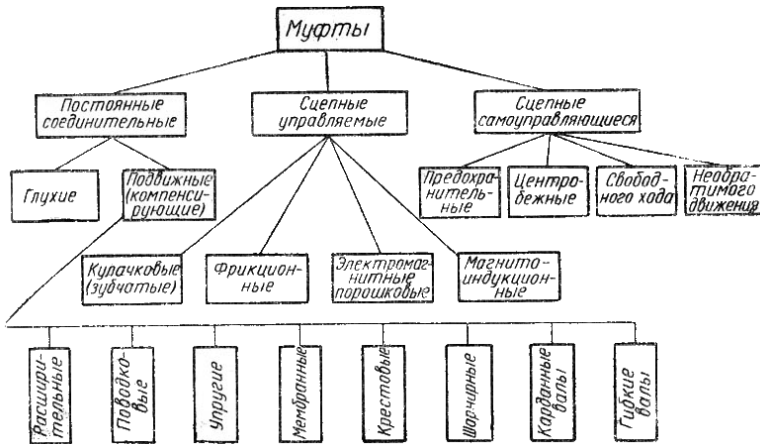 Муфты
Постоянные
соединительные
Сцепные
управляемые
Сцепные
самоуправляющиеся
Глухие
Подвижные
(компенси-
рующие)
Предохра-
нитель-
ные
Центро-
бежные
Свобод-
ного хода
Необра-
тимого
движения
Кулачковые
(зубчатые)
Фрикцион-
ные
Электромаг-
нитные
порошковые
Магнито-
индукцион-
ные
Расшири-
тельные
Поводко-
вые
Упругие
Мембранные
Крестовые
Шарнирные
Карданные
валы
Гибкие
валы